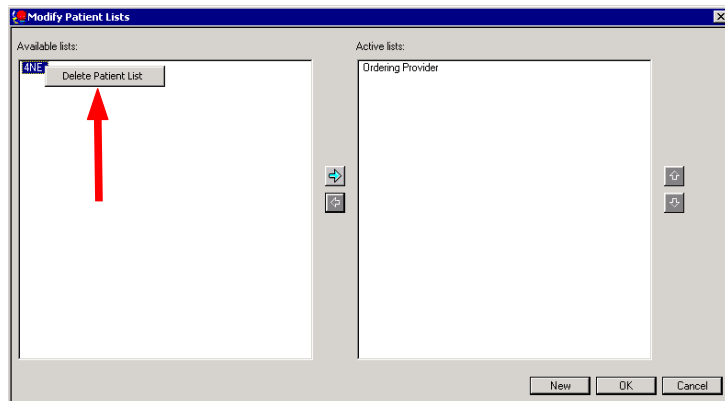 Modify Patient Lists
Available lists:
Active lists:
4NE
Delete Patient List
Ordering Provider
New
OK
Cancel